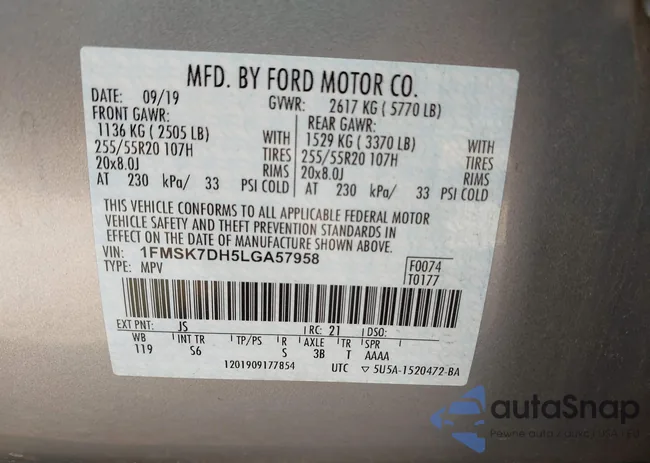 MFD. BY FORD MOTOR CO.
DATE: 09/19 GVWR: 2617 KG ( 5770 LB)
FRONT GAWR: REAR GAWR:
1136 KG ( 2505 LB) WITH 1529 KG ( 3370 LB) WITH
255/55R20 107H TIRES 255/55R20 107H TIRES
20x8.0J RIMS 20x8.0J RIMS
AT 230 kPa/ 33 PSI COLD AT 230 kPa/ 33 PSI COLD
THIS VEHICLE CONFORMS TO ALL APPLICABLE FEDERAL MOTOR
VEHICLE SAFETY AND THEFT PREVENTION STANDARDS IN
EFFECT ON THE DATE OF MANUFACTURE SHOWN ABOVE.
VIN: 1FMSK7DH5LGA57958
TYPE: MPV
F0074
T0177
EXT PNT: JS RC: 21 DSO:
WB INT TR TP/PS R AXLE TR SPR
119 S6 S 3B T AAAA
1201909177854 UTC ▽ 5U5A-1520472-BA
autaSnap